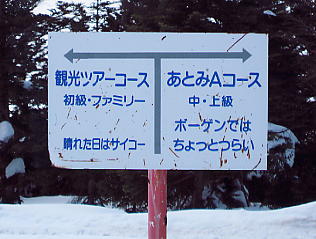 観光ツアーコース
初級・ファミリー
晴れた日はサイコー
あとみAコース
中・上級
ボーゲンでは
ちょっとつらい